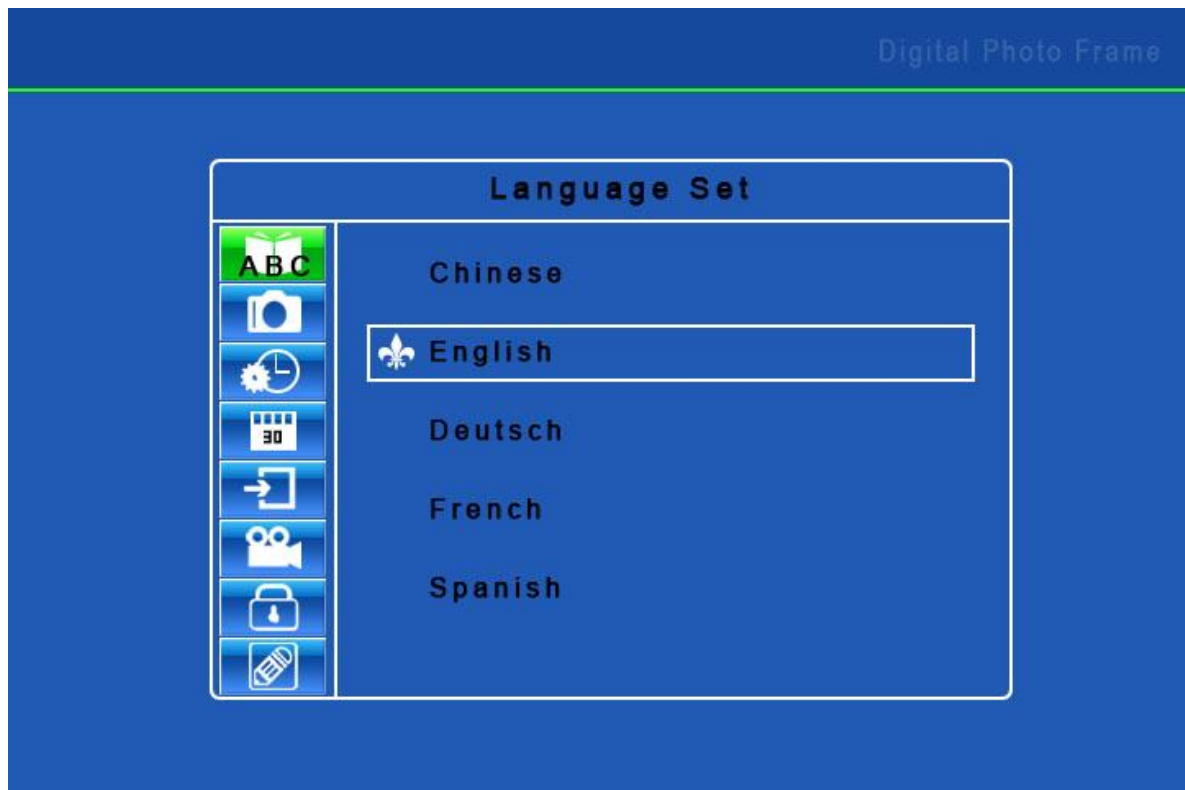 Digital Photo Frame
Language Set
ABC
Chinese
English
30
Deutsch
French
Spanish